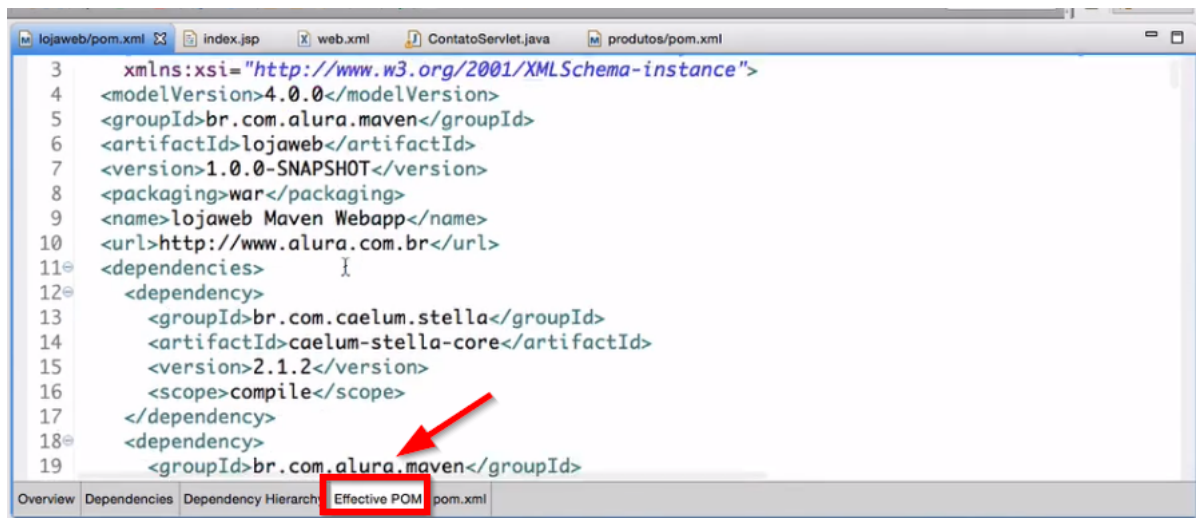 lojaweb/pom.xml index.jsp web.xml ContatoServlet.java produtos/pom.xml
3 xmlns:xsi="http://www.w3.org/2001/XMLSchema-instance">
4 <modelVersion>4.0.0</modelVersion>
5 <groupId>br.com.alura.maven</groupId>
6 <artifactId>lojaweb</artifactId>
7 <version>1.0.0-SNAPSHOT</version>
8 <packaging>war</packaging>
9 <name>lojaweb Maven Webapp</name>
10 <url>http://www.alura.com.br</url>
11 <dependencies>
12 <dependency>
13 <groupId>br.com.caelum.stella</groupId>
14 <artifactId>caelum-stella-core</artifactId>
15 <version>2.1.2</version>
16 <scope>compile</scope>
17 </dependency>
18 <dependency>
19 <groupId>br.com.alura.maven</groupId>
Overview Dependencies Dependency Hierarchy Effective POM pom.xml